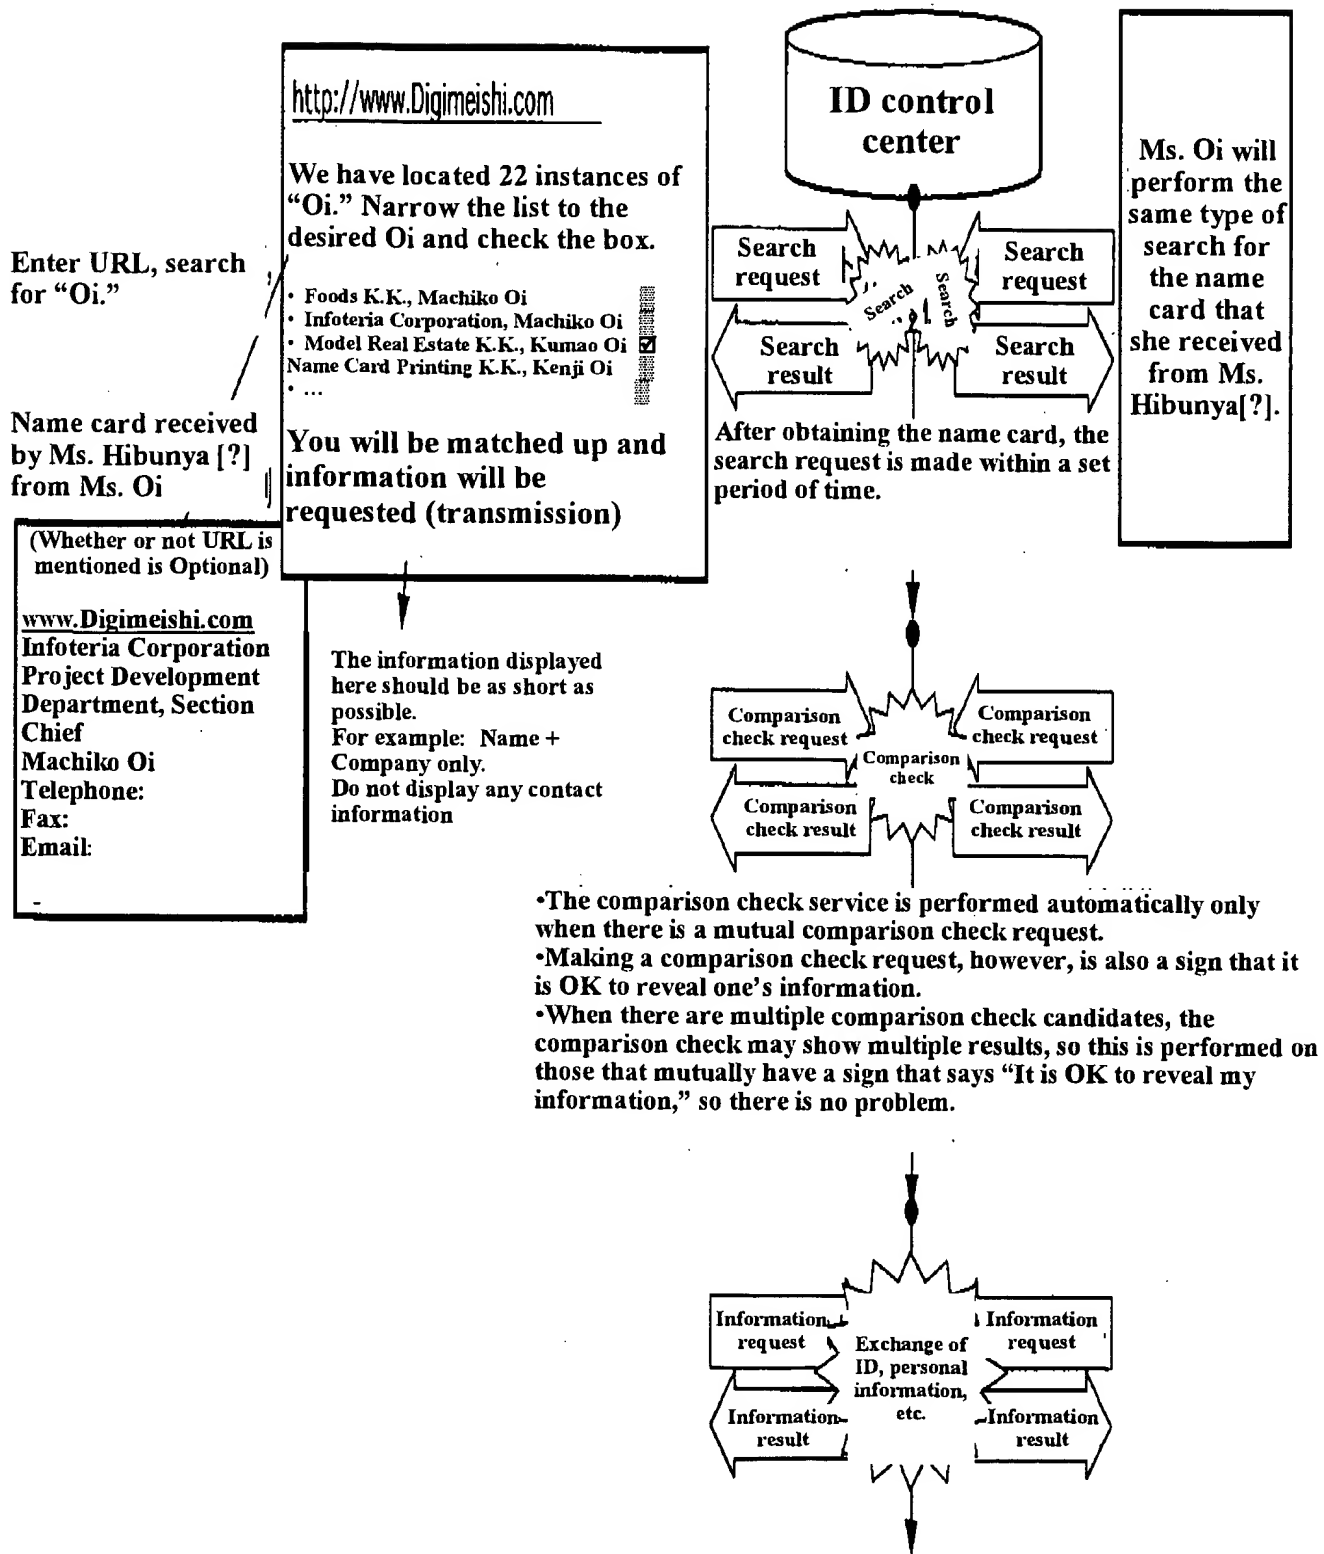 Enter URL, search
for “Oi.”
Name card received
by Ms. Hibunya [?]
from Ms. Oi
(Whether or not URL is
mentioned is Optional)
www.Digimeishi.com
Infoteria Corporation
Project Development
Department, Section
Chief
Machiko Oi
Telephone:
Fax:
Email:
http://www.Digimeishi.com
We have located 22 instances of
“Oi.” Narrow the list to the
desired Oi and check the box.
• Foods K.K., Machiko Oi
• Infoteria Corporation, Machiko Oi
• Model Real Estate K.K., Kumao Oi
Name Card Printing K.K., Kenji Oi
• ...
You will be matched up and
information will be
requested (transmission)
The information displayed
here should be as short as
possible.
For example: Name +
Company only.
Do not display any contact
information
ID control
center
Search
request
Search
Search
Search
request
Search
result
Search
result
After obtaining the name card, the
search request is made within a set
period of time.
Ms. Oi will
perform the
same type of
search for
the name
card that
she received
from Ms.
Hibunya[?].
Comparison
check request
Comparison
check
Comparison
check request
Comparison
check result
Comparison
check result
•The comparison check service is performed automatically only
when there is a mutual comparison check request.
•Making a comparison check request, however, is also a sign that it
is OK to reveal one’s information.
•When there are multiple comparison check candidates, the
comparison check may show multiple results, so this is performed on
those that mutually have a sign that says “It is OK to reveal my
information,” so there is no problem.
Information
request
Exchange of
ID, personal
information,
etc.
Information
request
Information
result
Information
result